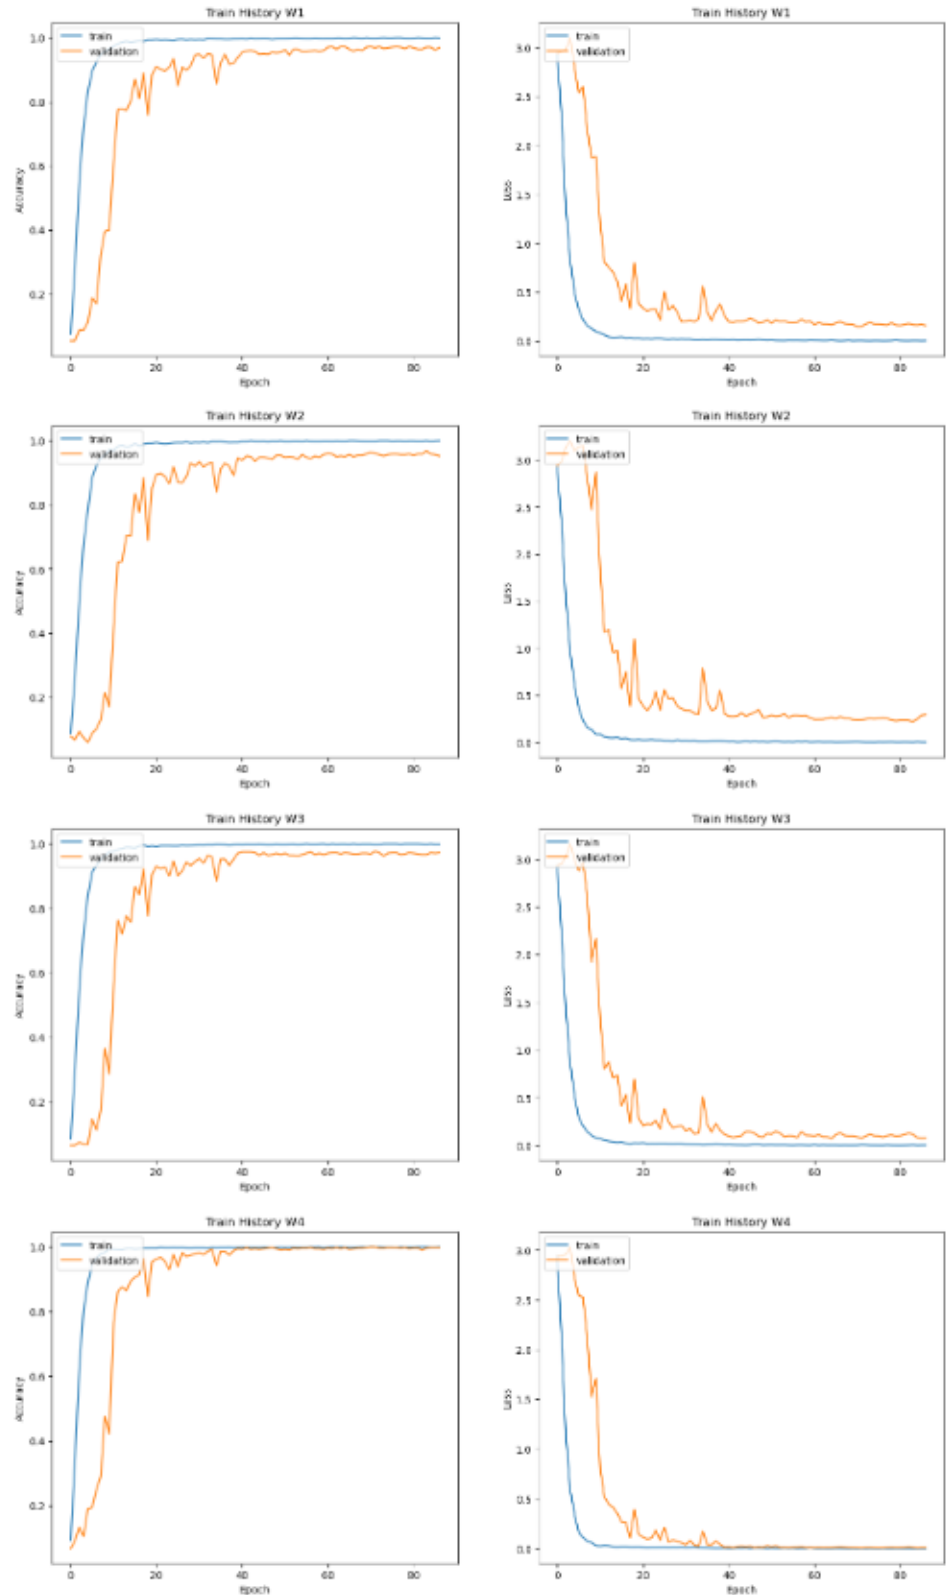 Train History W1
Train History W1
1.0
train
validation
0.8
0.6
0.4
0.2
Accuracy
0
20
40
60
80
Epoch
3.0
train
validation
2.5
2.0
1.5
1.0
0.5
0.0
Loss
0
20
40
60
80
Epoch
Train History W2
Train History W2
1.0
train
validation
0.8
0.6
0.4
0.2
Accuracy
0
20
40
60
80
Epoch
3.0
train
validation
2.5
2.0
1.5
1.0
0.5
0.0
Loss
0
20
40
60
80
Epoch
Train History W3
Train History W3
1.0
train
validation
0.8
0.6
0.4
0.2
Accuracy
0
20
40
60
80
Epoch
3.0
train
validation
2.5
2.0
1.5
1.0
0.5
0.0
Loss
0
20
40
60
80
Epoch
Train History W4
Train History W4
1.0
train
validation
0.8
0.6
0.4
0.2
Accuracy
0
20
40
60
80
Epoch
3.0
train
validation
2.5
2.0
1.5
1.0
0.5
0.0
Loss
0
20
40
60
80
Epoch